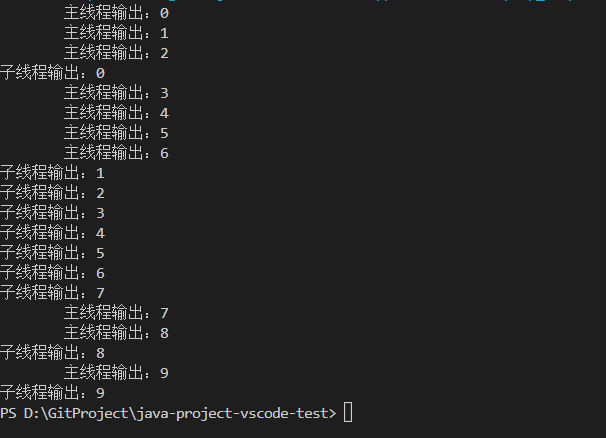 主线程输出：0
主线程输出：1
主线程输出：2
子线程输出：0
主线程输出：3
主线程输出：4
主线程输出：5
主线程输出：6
子线程输出：1
子线程输出：2
子线程输出：3
子线程输出：4
子线程输出：5
子线程输出：6
子线程输出：7
主线程输出：7
主线程输出：8
子线程输出：8
主线程输出：9
子线程输出：9
PS D:\GitProject\java-project-vscode-test>